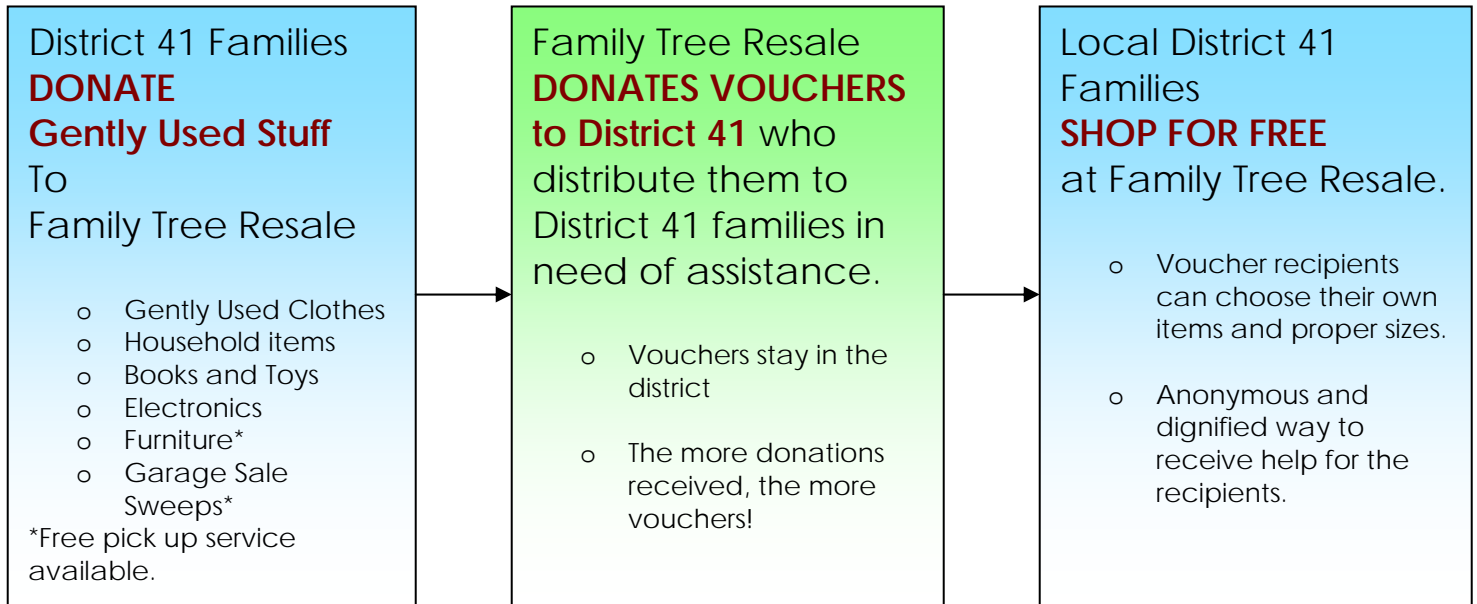 District 41 Families
DONATE
Gently Used Stuff
To
Family Tree Resale
o Gently Used Clothes
o Household items
o Books and Toys
o Electronics
o Furniture*
o Garage Sale
Sweeps*
*Free pick up service
available.
Family Tree Resale
DONATES VOUCHERS
to District 41 who
distribute them to
District 41 families in
need of assistance.
o Vouchers stay in the
district
o The more donations
received, the more
vouchers!
Local District 41
Families
SHOP FOR FREE
at Family Tree Resale.
o Voucher recipients
can choose their own
items and proper sizes.
o Anonymous and
dignified way to
receive help for the
recipients.